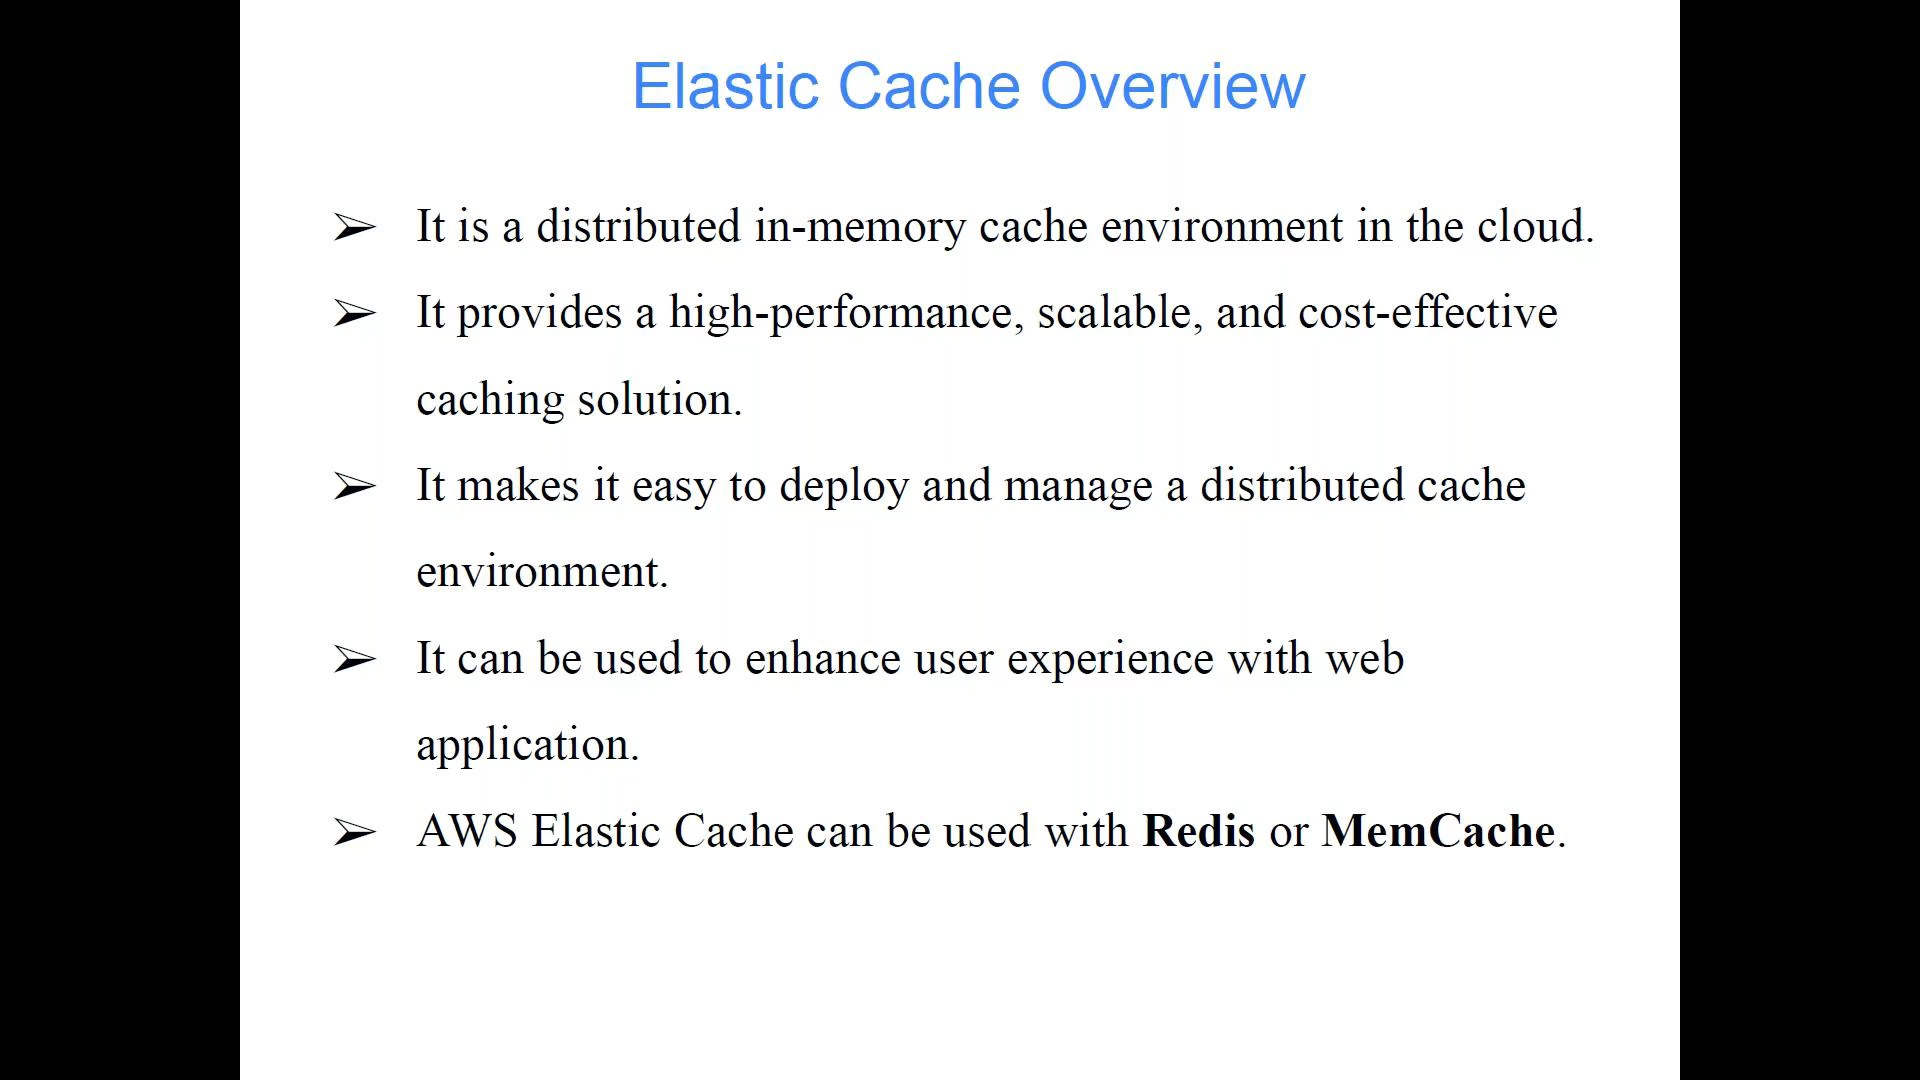 Elastic Cache Overview
➢ It is a distributed in-memory cache environment in the cloud.
➢ It provides a high-performance, scalable, and cost-effective
caching solution.
➢ It makes it easy to deploy and manage a distributed cache
environment.
➢ It can be used to enhance user experience with web
application.
➢ AWS Elastic Cache can be used with Redis or MemCache.